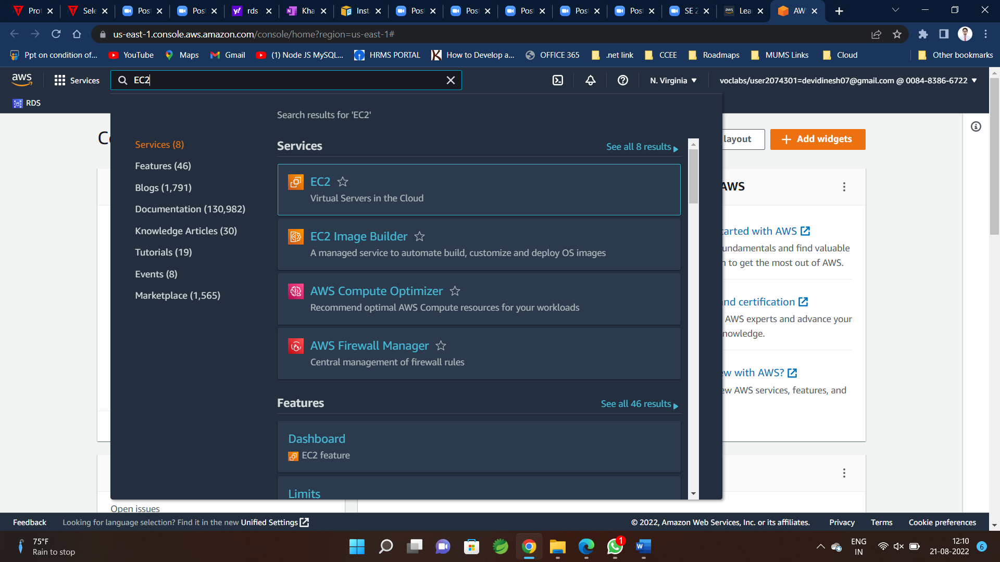 Pro
Sele
Post
Post
rds
Kha
Inst
Post
Post
Post
Post
Post
SE 2
Lea
AW
us-east-1.console.aws.amazon.com/console/home?region=us-east-1#
Ppt on condition of...
YouTube
Maps
Gmail
(1) Node JS MySQL...
HRMS PORTAL
How to Develop a...
OFFICE 365
.net link
CCEE
Roadmaps
MUMS Links
Cloud
Other bookmarks
aws
Services
EC2
N. Virginia
voclabs/user2074301=devidinesh07@gmail.com @ 0084-8386-6722
RDS
Search results for 'EC2'
Services (8)
Features (46)
Blogs (1,791)
Documentation (130,982)
Knowledge Articles (30)
Tutorials (19)
Events (8)
Marketplace (1,565)
Services
See all 8 results
EC2
Virtual Servers in the Cloud
EC2 Image Builder
A managed service to automate build, customize and deploy OS images
AWS Compute Optimizer
Recommend optimal AWS Compute resources for your workloads
AWS Firewall Manager
Central management of firewall rules
Features
See all 46 results
Dashboard
EC2 feature
Limits
layout
+ Add widgets
AWS
tarted with AWS
undamentals and find valuable
n to get the most out of AWS.
nd certification
AWS experts and advance your
nowledge.
ew with AWS?
ew AWS services, features, and
Open issues
Feedback
Looking for language selection? Find it in the new Unified Settings
© 2022, Amazon Web Services, Inc. or its affiliates.
Privacy
Terms
Cookie preferences
75°F
Rain to stop
1
ENG
IN
12:10
21-08-2022
6